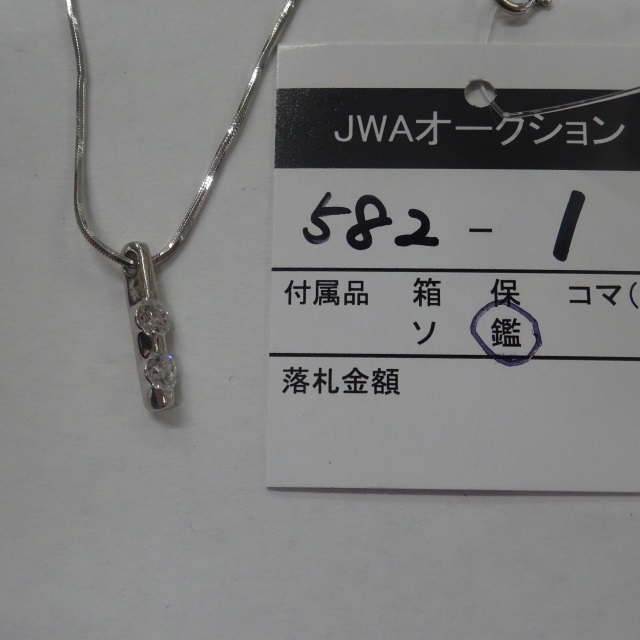 JWAオークション
582-1
付属品 箱 保 コマ(
ソ 鑑
落札金額